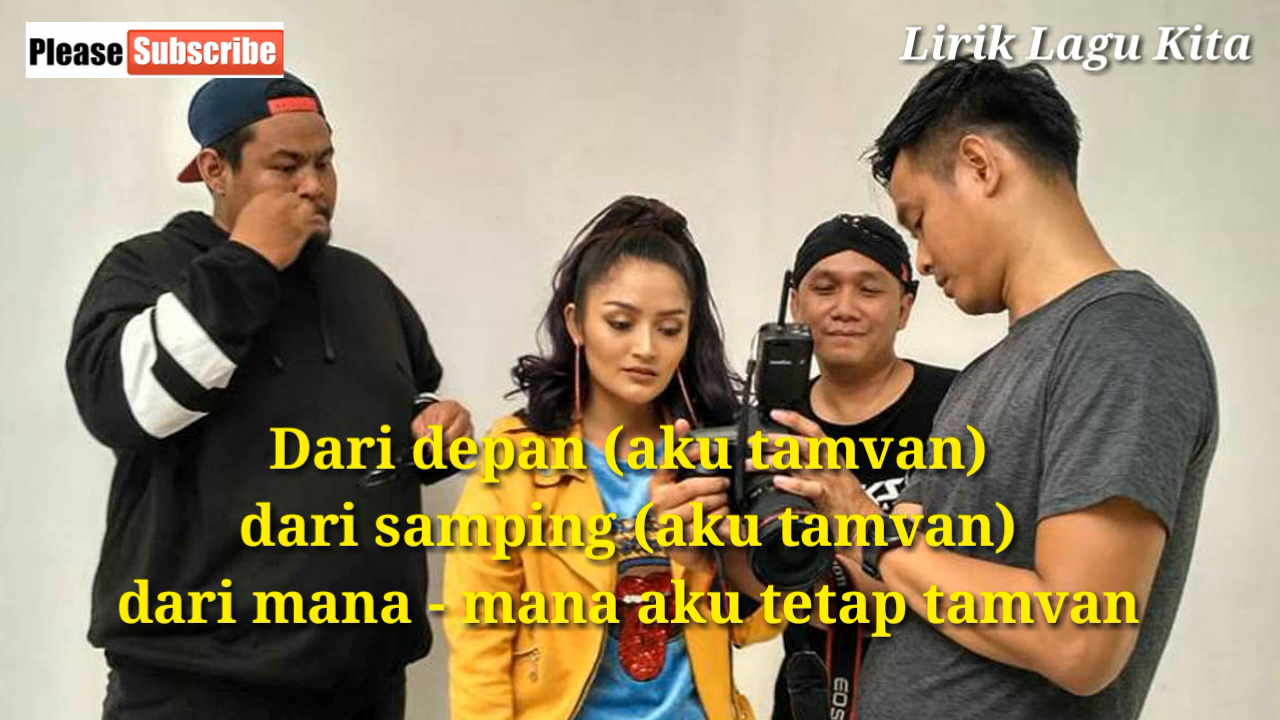 Please Subscribe
Lirik Lagu Kita
Dari depan (aku tamvan)
dari samping (aku tamvan)
dari mana - mana aku tetap tamvan
EOS